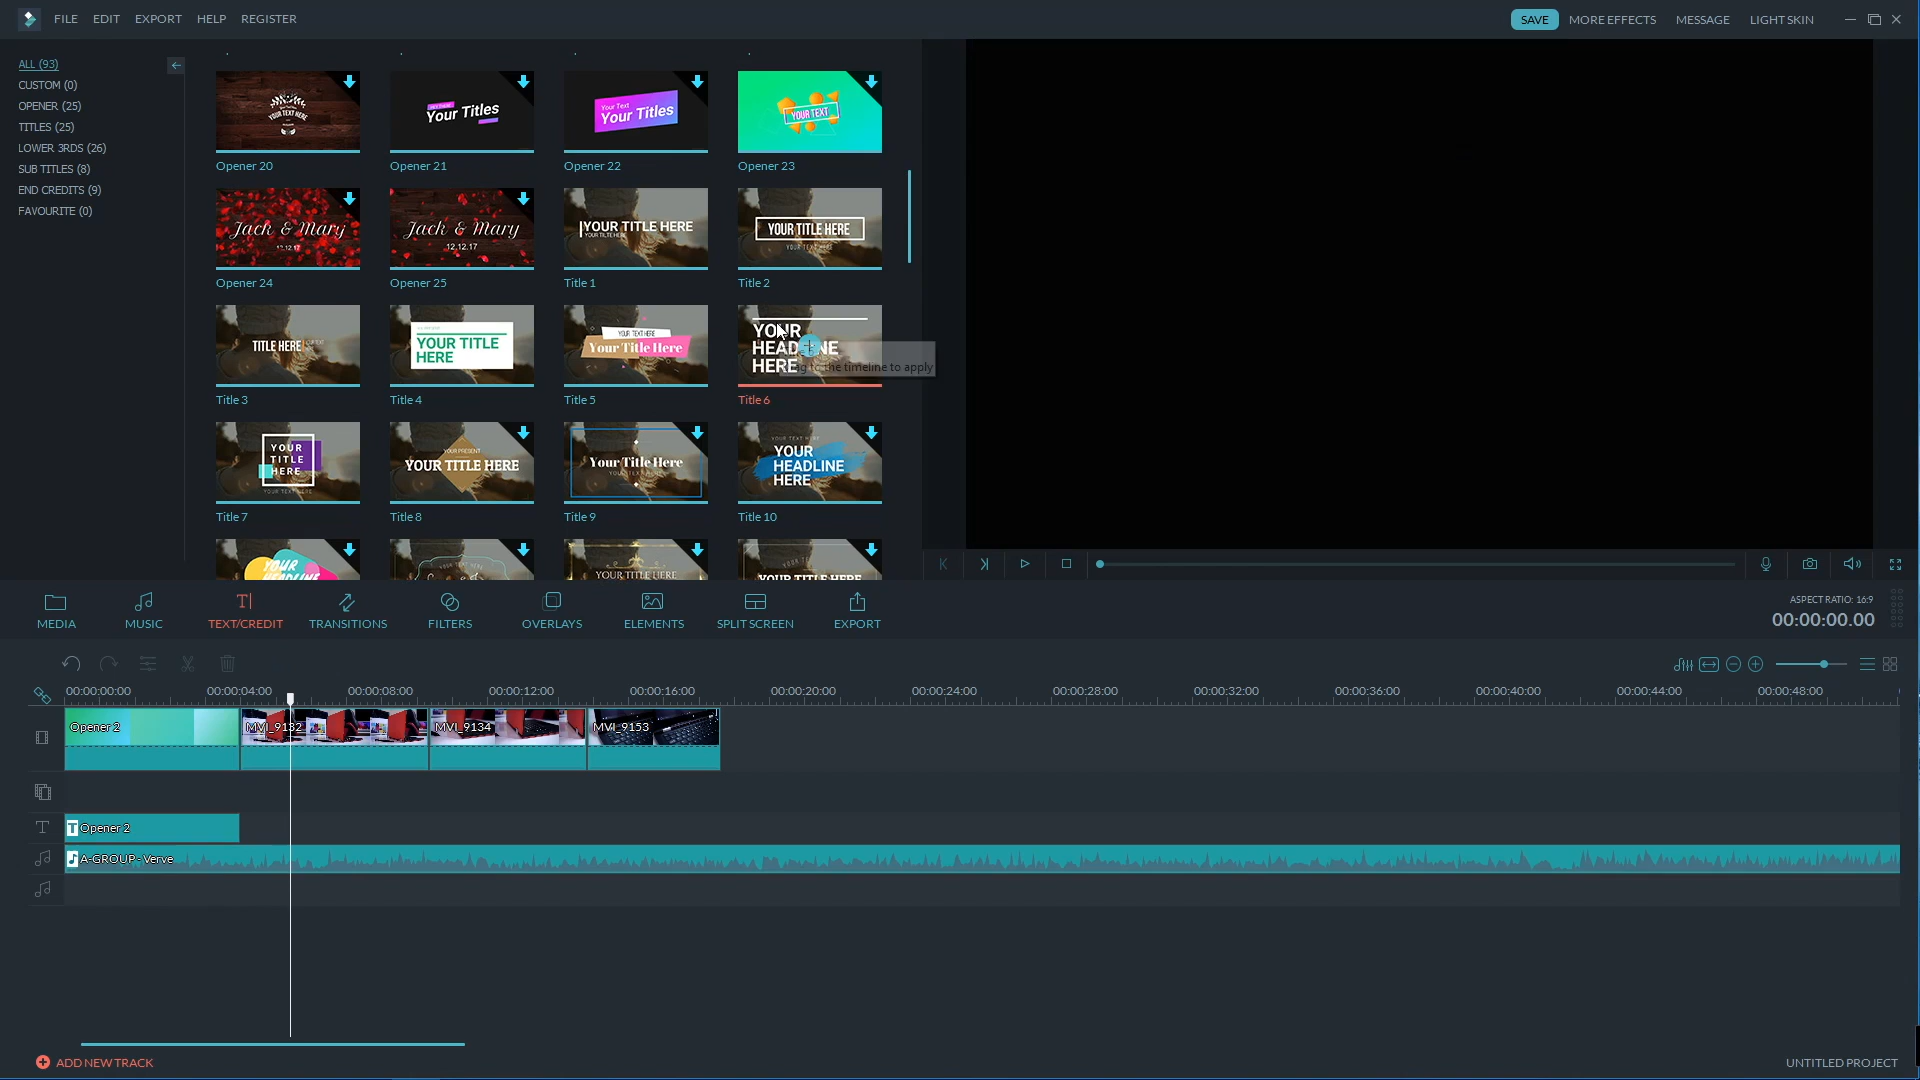 FILE EDIT EXPORT HELP REGISTER
SAVE MORE EFFECTS MESSAGE LIGHT SKIN
ALL (93)
CUSTOM (0)
OPENER (25)
TITLES (25)
LOWER 3RDS (26)
SUB TITLES (8)
END CREDITS (9)
FAVOURITE (0)
YOUR TEXT HERE
Your Titles
Your Text
Your Titles
YOUR TEXT
Opener 20 Opener 21 Opener 22 Opener 23
Jack & Mary
12.12.17
Jack & Mary
12.12.17
YOUR TITLE HERE
YOUR TITLE HERE
YOUR TITLE HERE
YOUR TEXT HERE
Opener 24 Opener 25 Title 1 Title 2
TITLE HERE
YOUR TITLE
HERE
YOUR TEXT HERE
Your Title Here
YOUR
HEADLINE
HERE
to the timeline to apply
Title 3 Title 4 Title 5 Title 6
YOUR
TITLE
HERE
YOUR TEXT HERE
YOUR PRESENT
YOUR TITLE HERE
Your Title Here
YOUR TEXT HERE
YOUR TEXT HERE
YOUR
HEADLINE
HERE
Title 7 Title 8 Title 9 Title 10
YOUR
HEADLINE
YOUR TEXT HERE
YOUR TITLE HERE
YOUR TITLE HERE
MEDIA MUSIC TEXT/CREDIT TRANSITIONS FILTERS OVERLAYS ELEMENTS SPLIT SCREEN EXPORT
ASPECT RATIO: 16:9
00:00:00.00
00:00:00:00 00:00:04:00 00:00:08:00 00:00:12:00 00:00:16:00 00:00:20:00 00:00:24:00 00:00:28:00 00:00:32:00 00:00:36:00 00:00:40:00 00:00:44:00 00:00:48:00
Opener 2 MVI_9132 MVI_9134 MVI_9153
T Opener 2
A-GROUP - Verve
ADD NEW TRACK
UNTITLED PROJECT